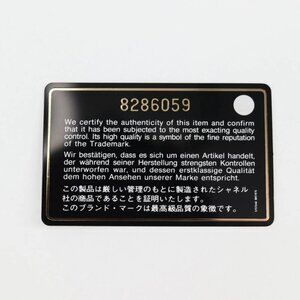 8286059
We certify the authenticity of this item and confirm
that it has been subjected to the most exacting quality
control. Its high quality is a symbol of the fine reputation
of the Trademark.
Wir bestätigen, dass es sich um einen Artikel handelt,
der während seiner Herstellung strengsten Kontrollen
unterworfen war, und dessen erstklassige Qualität
dem hohen Ansehen unserer Marke entspricht.
この製品は厳しい管理のもとに製造されたシャネル
社の商品であることを証明いたします。
このブランド・マークは最高級品質の象徴です。